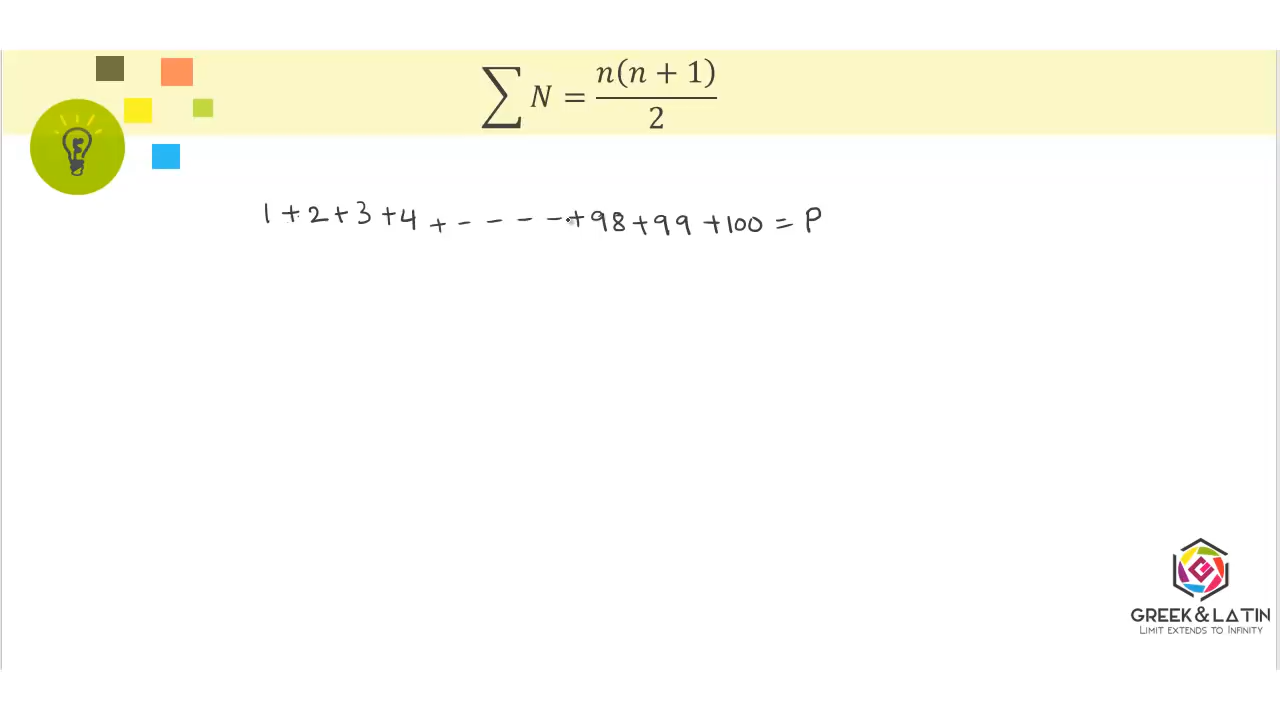 ∑ N = n(n + 1) / 2
1 + 2 + 3 + 4 + - - - - + 98 + 99 + 100 = P
GREEK&LATIN
LIMIT EXTENDS TO INFINITY